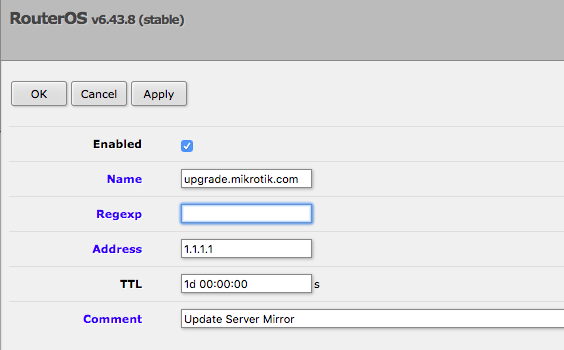 RouterOS v6.43.8 (stable)
OK Cancel Apply
Enabled
Name upgrade.mikrotik.com
Regexp
Address 1.1.1.1
TTL 1d 00:00:00 s
Comment Update Server Mirror